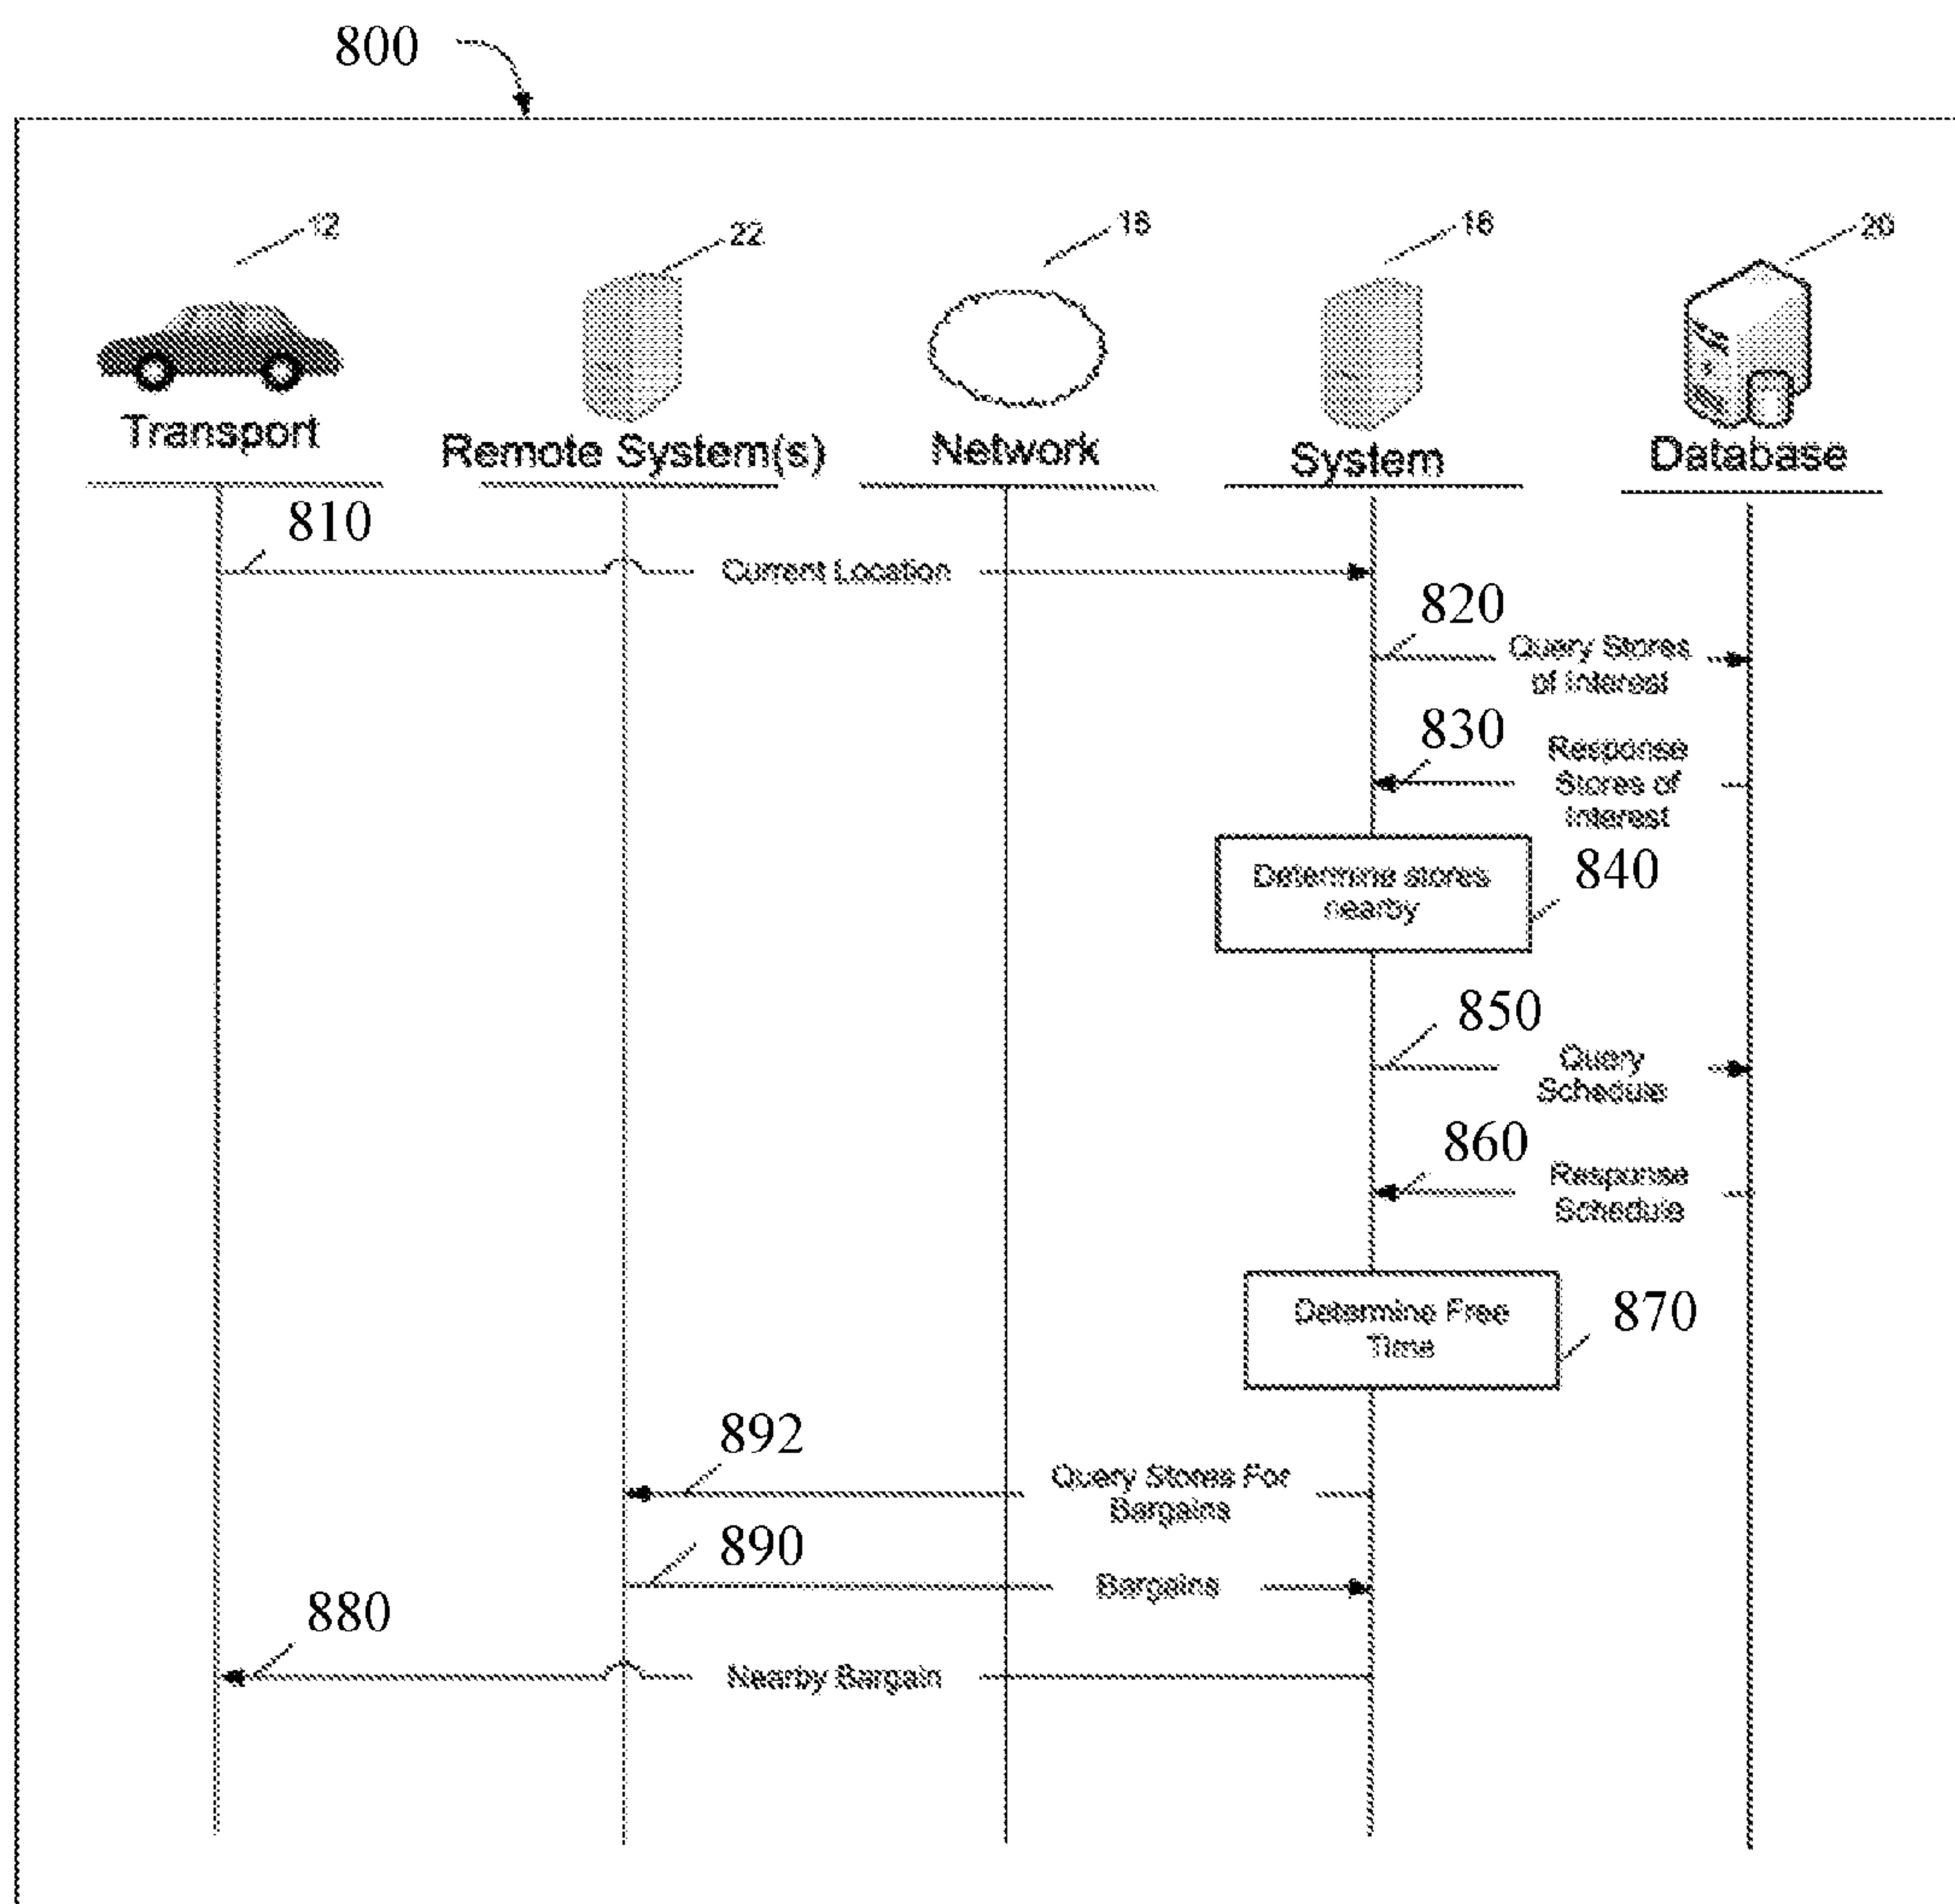 800
12
22
16
18
20
Transport
Remote System(s)
Network
System
Database
810
Current Location
820
Query Stores
of Interest
830
Response
Stores of
Interest
Determine stores
nearby
840
850
Query
Schedule
860
Response
Schedule
Determine Free
Time
870
892
Query Stores For
Bargains
890
Bargains
880
Nearby Bargain